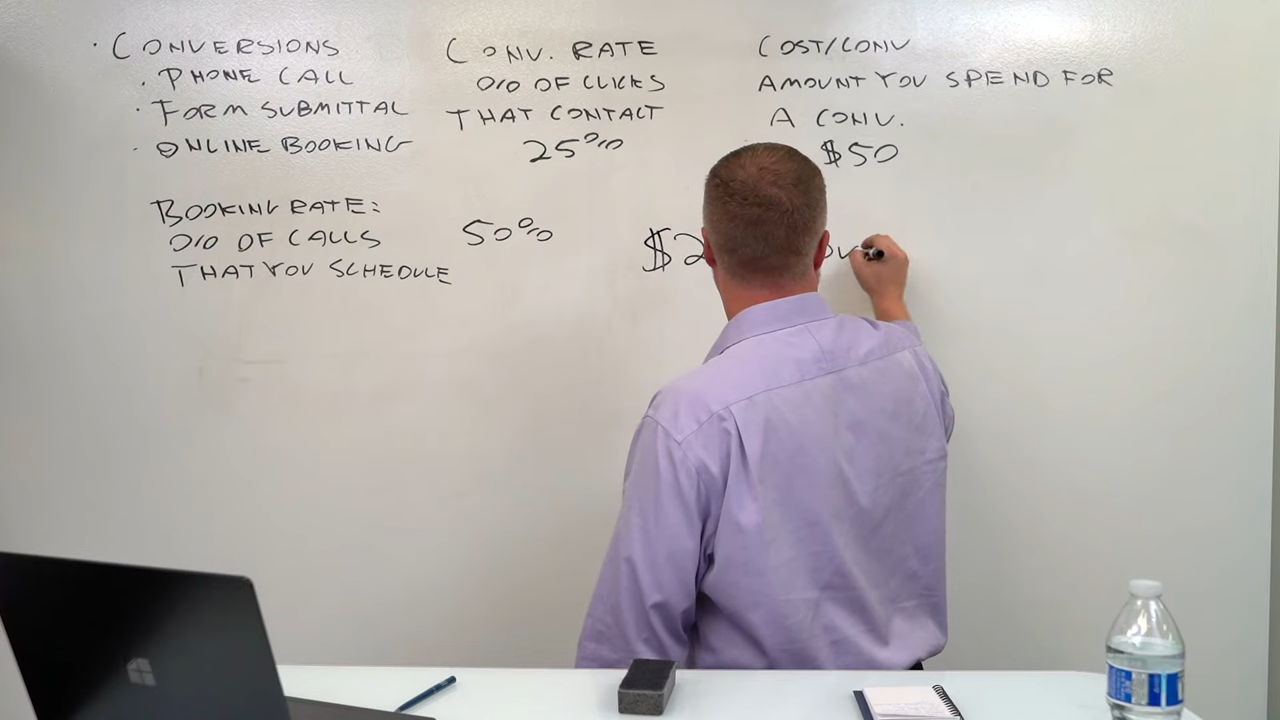 · CONVERSIONS
· PHONE CALL
· FORM SUBMITTAL
· ONLINE BOOKING
CONV. RATE
% OF CLICKS
THAT CONTACT
25%
COST/CONV
AMOUNT YOU SPEND FOR
A CONV.
$50
BOOKING RATE:
% OF CALLS
THAT YOU SCHEDULE
50%